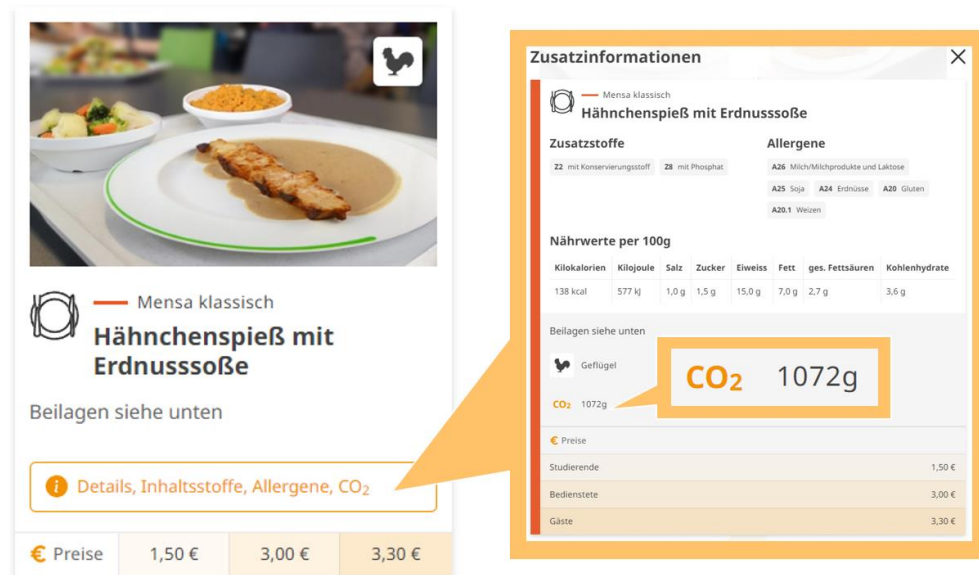 Mensa klassisch
Hähnchenspieß mit
Erdnusssoße
Beilagen siehe unten
Details, Inhaltsstoffe, Allergene, CO₂
€ Preise 1,50 € 3,00 € 3,30 €
Zusatzinformationen
Mensa klassisch
Hähnchenspieß mit Erdnusssoße
Zusatzstoffe Allergene
Z2 mit Konservierungsstoff Z8 mit Phosphat A26 Milch/Milchprodukte und Laktose
A25 Soja A24 Erdnüsse A20 Gluten
A20.1 Weizen
Nährwerte per 100g
Kilokalorien Kilojoule Salz Zucker Eiweiss Fett ges. Fettsäuren Kohlenhydrate
138 kcal 577 kJ 1,0 g 1,5 g 15,0 g 7,0 g 2,7 g 3,6 g
Beilagen siehe unten
Geflügel
CO₂ 1072g
CO₂ 1072g
€ Preise
Studierende 1,50 €
Bedienstete 3,00 €
Gäste 3,30 €